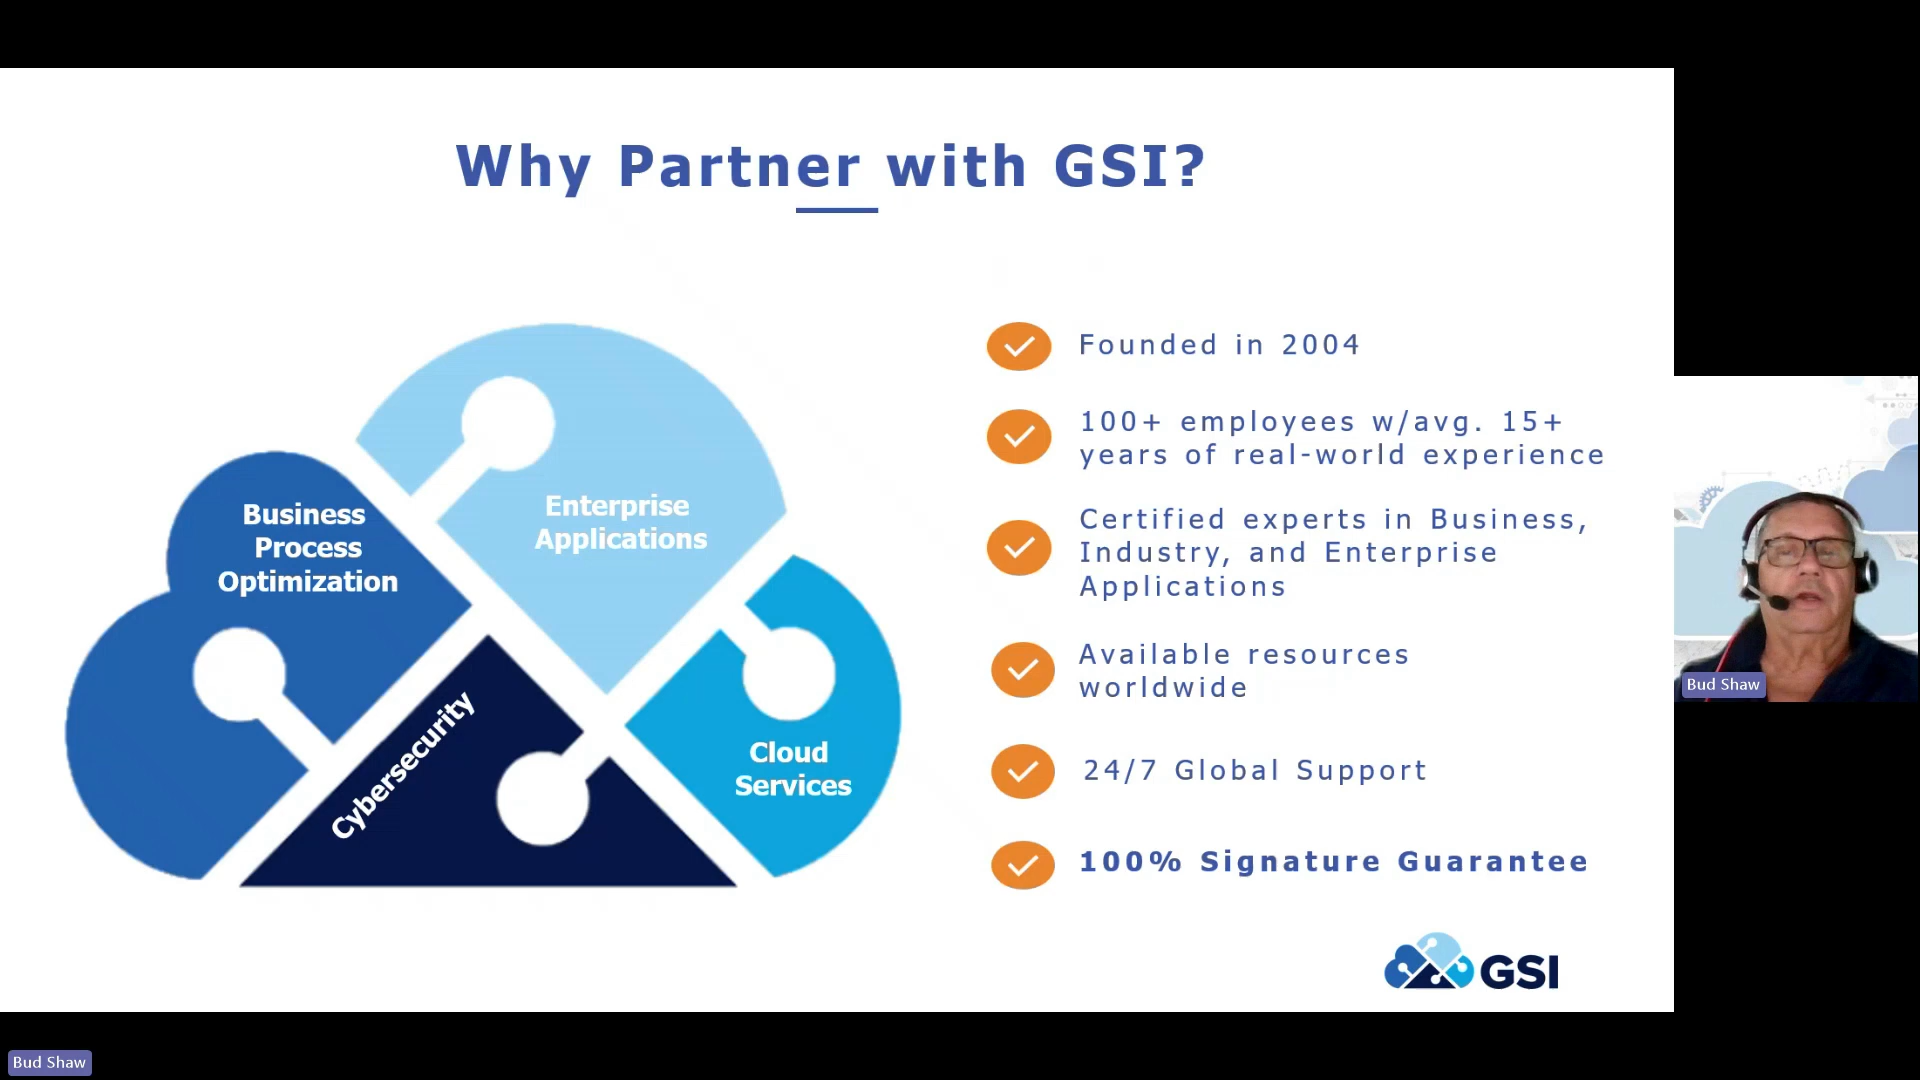 Why Partner with GSI?
Business
Process
Optimization
Enterprise
Applications
Cybersecurity
Cloud
Services
Founded in 2004
100+ employees w/avg. 15+
years of real-world experience
Certified experts in Business,
Industry, and Enterprise
Applications
Available resources
worldwide
24/7 Global Support
100% Signature Guarantee
GSI
Bud Shaw
Bud Shaw